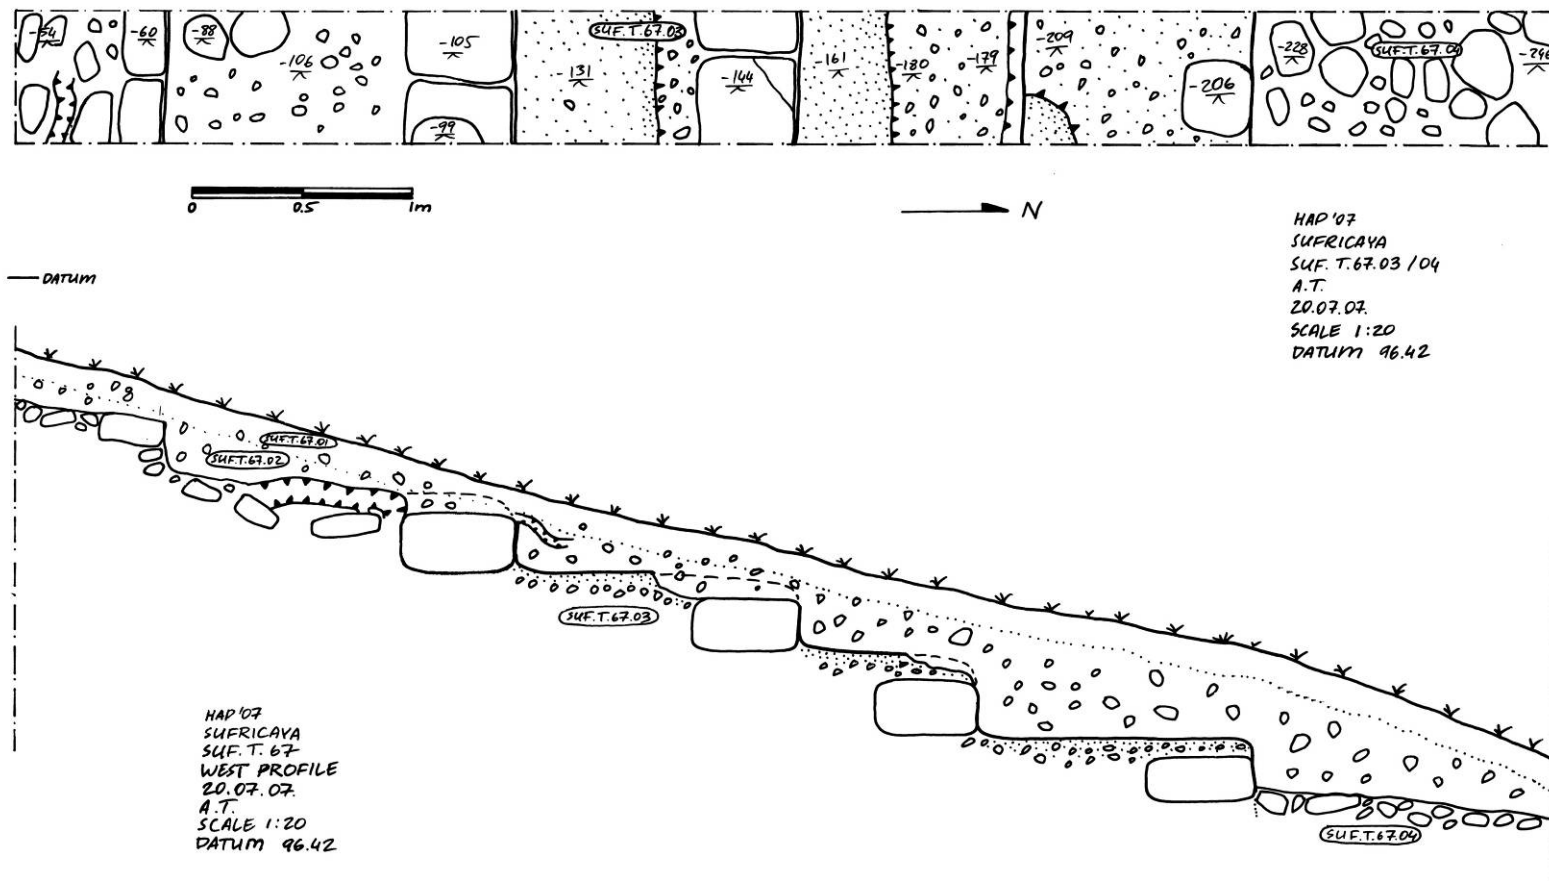 -54
-60
-88
-106
-105
-99
-131
SUF.T.67.03
-144
-161
-180
-179
-209
-206
-228
SUF.T.67.04
-246
0 0.5 1m
N
HAP '07
SUFRICAYA
SUF. T.67.03 / 04
A.T.
20.07.07.
SCALE 1:20
DATUM 96.42
DATUM
SUF.T.67.01
SUF.T.67.02
SUF.T.67.03
SUF.T.67.04
HAP '07
SUFRICAYA
SUF. T. 67
WEST PROFILE
20.07.07.
A.T.
SCALE 1:20
DATUM 96.42